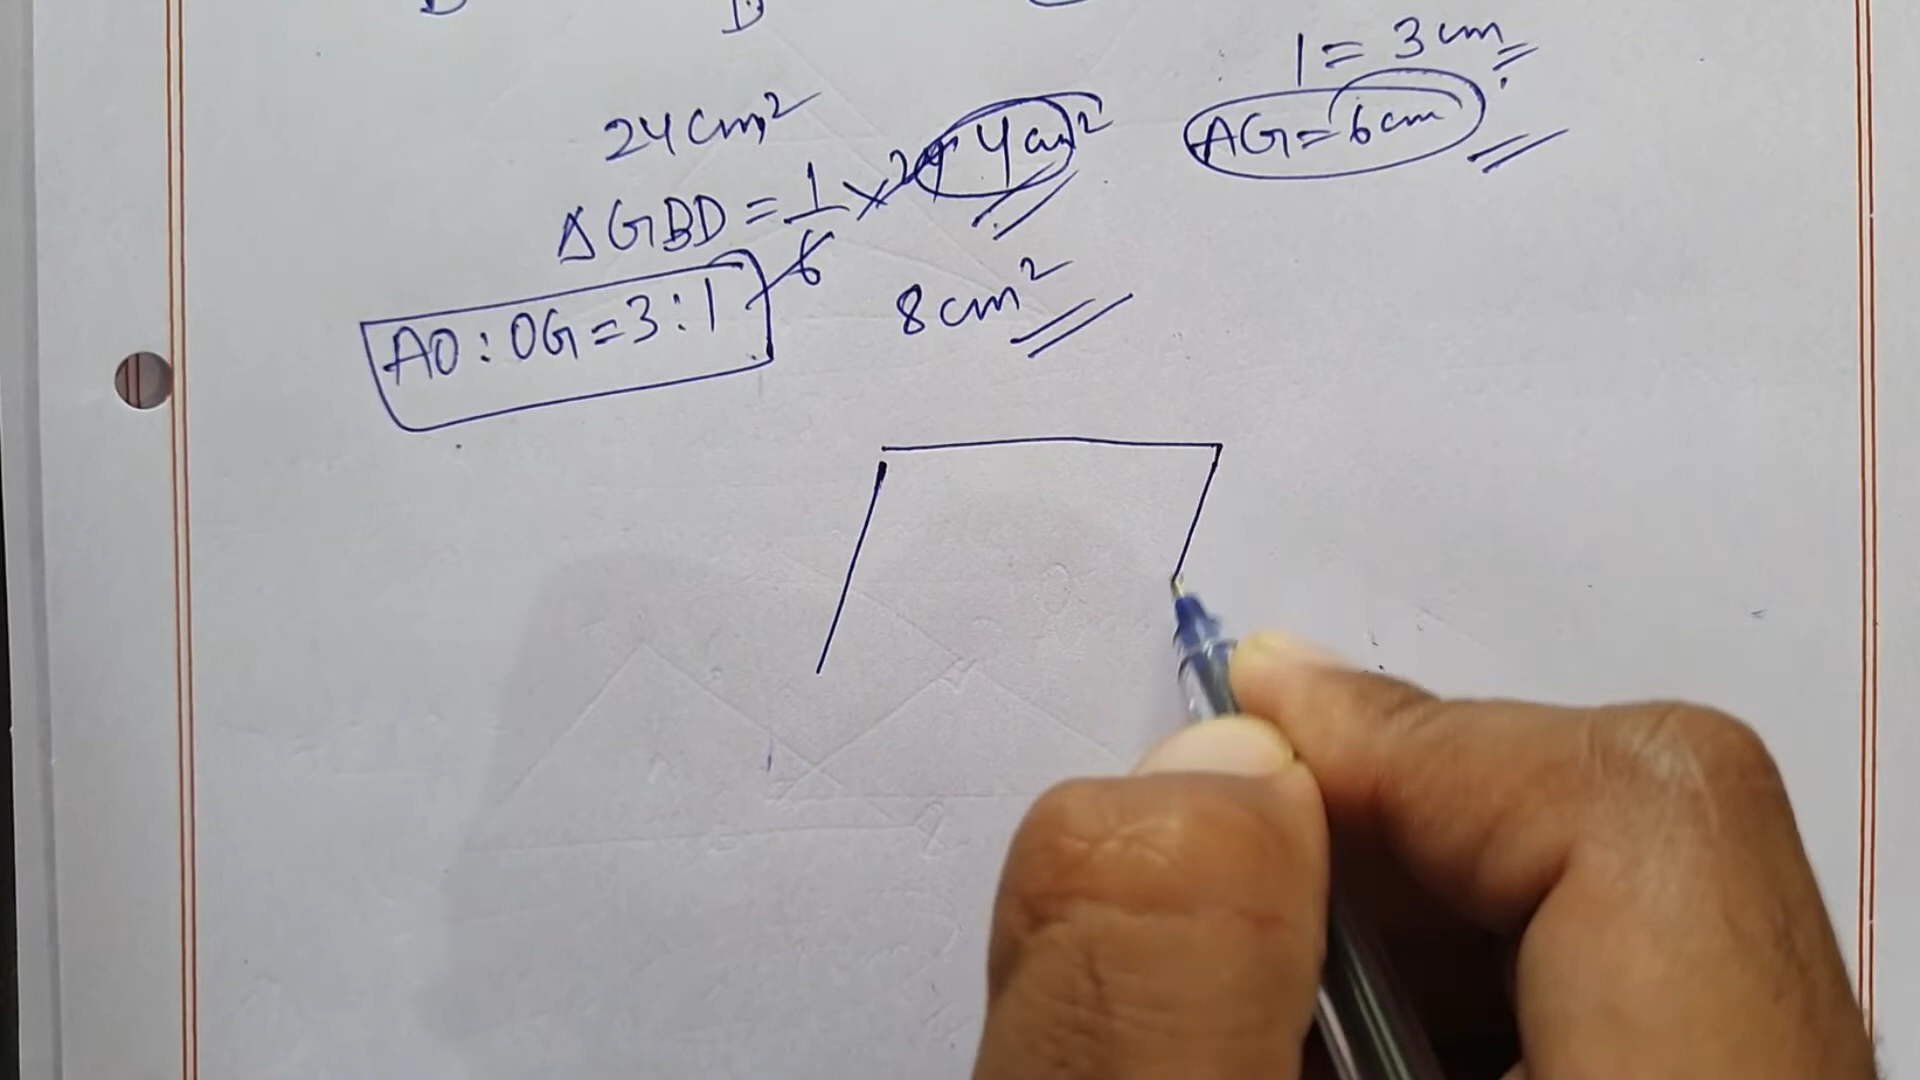 1 = 3 cm
24 cm²
AG = 6 cm
ΔGBD = 1/6 × 24 4 cm²
AO : OG = 3 : 1
8 cm²